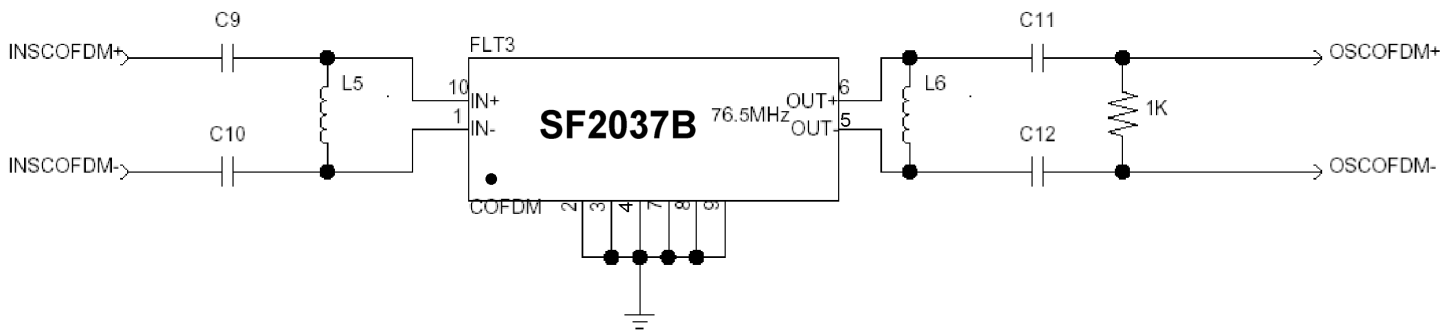 C9
C11
INSCOFDM+
FLT3
OSCOFDM+
L5
L6
10
IN+
SF2037B
76.5MHz
OUT+
6
1K
1
IN-
OUT-
5
C10
C12
INSCOFDM-
OSCOFDM-
COFDM
2
3
4
7
8
9